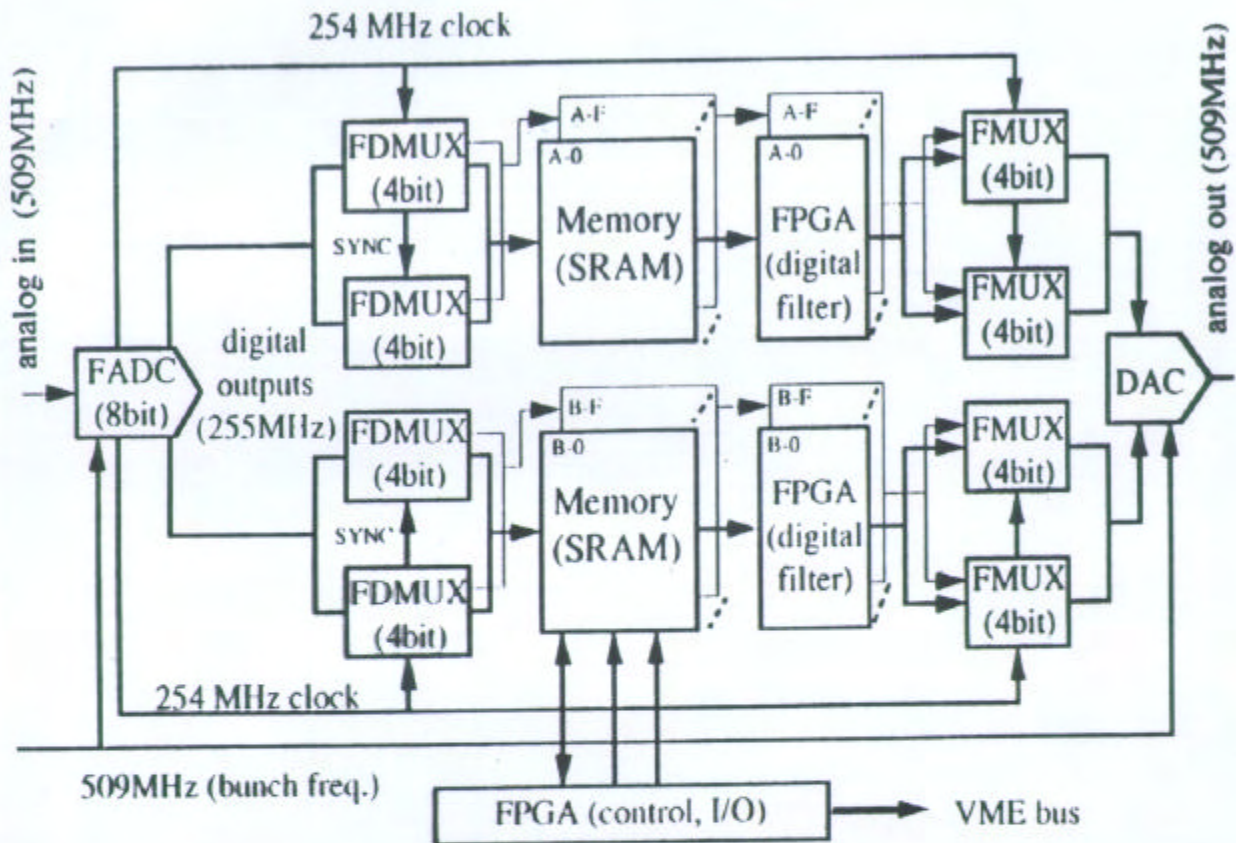 254 MHz clock
analog in (509MHz)
analog out (509MHz)
FDMUX
(4bit)
SYNC
FDMUX
(4bit)
A-F
A-0
Memory
(SRAM)
A-F
A-0
FPGA
(digital
filter)
FMUX
(4bit)
FMUX
(4bit)
FADC
(8bit)
digital
outputs
(255MHz)
DAC
FDMUX
(4bit)
SYNC
FDMUX
(4bit)
B-F
B-0
Memory
(SRAM)
B-F
B-0
FPGA
(digital
filter)
FMUX
(4bit)
FMUX
(4bit)
254 MHz clock
509MHz (bunch freq.)
FPGA (control, I/O)
VME bus